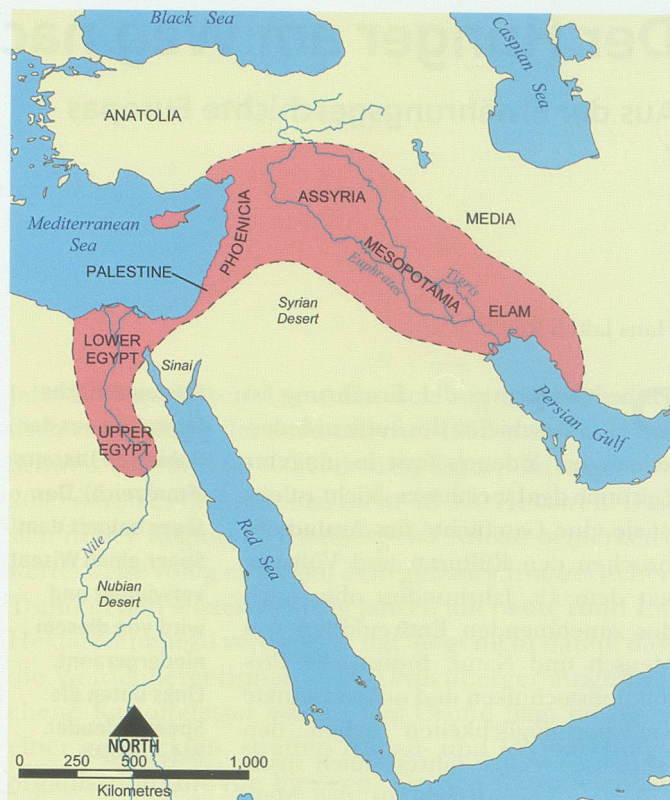 Black Sea
Caspian
Sea
ANATOLIA
ASSYRIA
MEDIA
Mediterranean
Sea
PHOENICIA
MESOPOTAMIA
Tigris
Euphrates
PALESTINE
ELAM
Syrian
Desert
LOWER
EGYPT
Sinai
Persian Gulf
UPPER
EGYPT
Nile
Red Sea
Nubian
Desert
NORTH
0 250 500 1,000
Kilometres